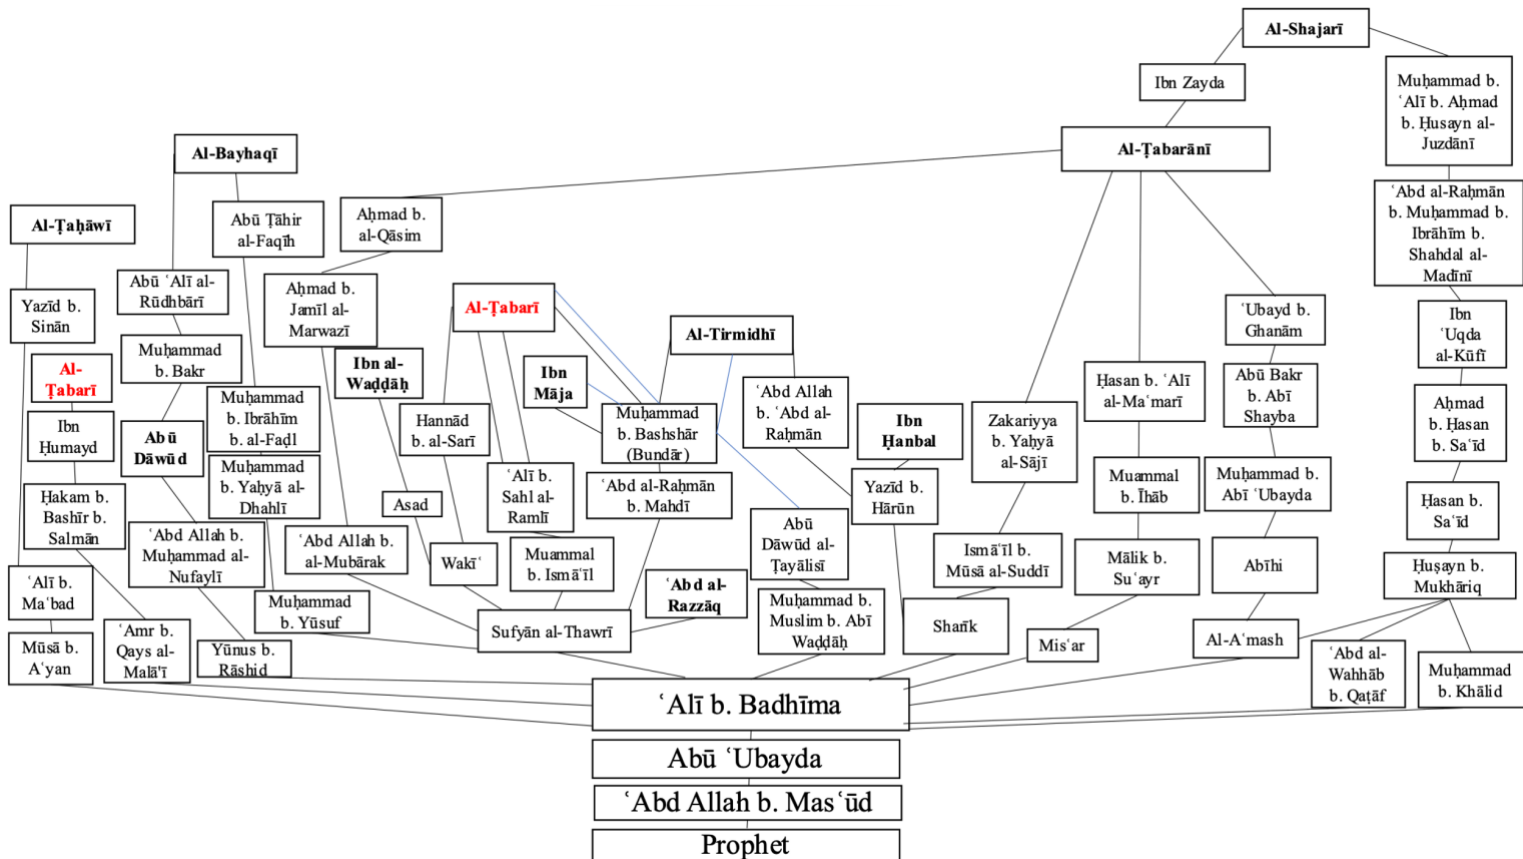 Al-Shajarī
Ibn Zayda
Muḥammad b.
ʿAlī b. Aḥmad
b. Ḥusayn al-
Juzdānī
Al-Bayhaqī
Al-Ṭabarānī
Al-Ṭaḥāwī
Abū Ṭāhir
al-Faqīh
Aḥmad b.
al-Qāsim
ʿAbd al-Raḥmān
b. Muḥammad b.
Ibrāhīm b.
Shahdal al-
Madīnī
Yazīd b.
Sinān
Abū ʿAlī al-
Rūdhbārī
Aḥmad b.
Jamīl al-
Marwazī
Al-Ṭabarī
Al-Tirmidhī
ʿUbayd b.
Ghanām
Ibn
ʿUqda
al-Kūfī
Al-
Ṭabarī
Muḥammad
b. Bakr
Ibn al-
Waḍḍāḥ
Ibn
Māja
ʿAbd Allah
b. ʿAbd al-
Raḥmān
Ḥasan b. ʿAlī
al-Maʿmarī
Abū Bakr
b. Abī
Shayba
Ibn
Ḥumayd
Abū
Dāwūd
Muḥammad
b. Ibrāhīm
b. al-Faḍl
Hannād
b. al-Sarī
Muḥammad
b. Bashshār
(Bundār)
Ibn
Ḥanbal
Zakariyya
b. Yaḥyā
al-Sājī
Aḥmad
b. Ḥasan
b. Saʿīd
Ḥakam b.
Bashīr b.
Salmān
Muḥammad
b. Yaḥyā al-
Dhahlī
Asad
ʿAlī b.
Sahl al-
Ramlī
ʿAbd al-Raḥmān
b. Mahdī
Yazīd b.
Hārūn
Muammal
b. Īhāb
Muḥammad b.
Abī ʿUbayda
Ḥasan b.
Saʿīd
ʿAbd Allah b.
Muḥammad al-
Nufaylī
ʿAbd Allah b.
al-Mubārak
Wakīʿ
Muammal
b. Ismāʿīl
Abū
Dāwūd al-
Ṭayālisī
Ismāʿīl b.
Mūsā al-Suddī
Mālik b.
Suʿayr
Abīhi
Ḥuṣayn b.
Mukhāriq
ʿAlī b.
Maʿbad
Muḥammad
b. Yūsuf
Sufyān al-Thawrī
ʿAbd al-
Razzāq
Muḥammad b.
Muslim b. Abī
Waḍḍāḥ
Sharīk
Misʿar
Al-Aʿmash
Mūsā b.
Aʿyan
ʿAmr b.
Qays al-
Malāʾī
Yūnus b.
Rāshid
ʿAbd al-
Wahhāb
b. Qaṭāf
Muḥammad
b. Khālid
ʿAlī b. Badhīma
Abū ʿUbayda
ʿAbd Allah b. Masʿūd
Prophet